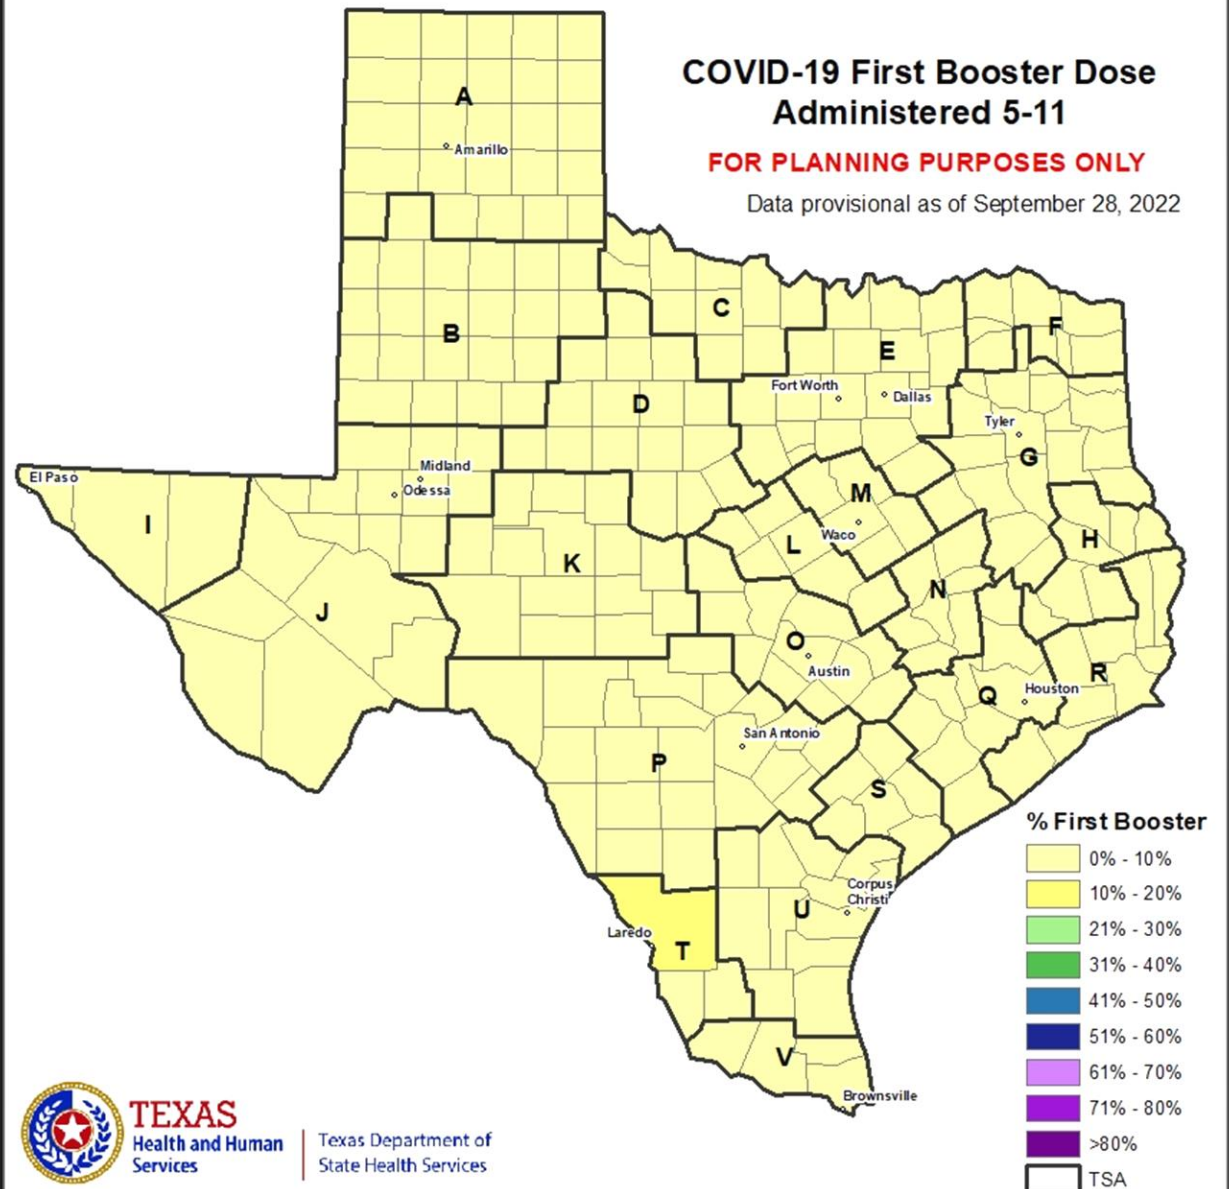 COVID-19 First Booster Dose
Administered 5-11
FOR PLANNING PURPOSES ONLY
Data provisional as of September 28, 2022
A
Amarillo
B
C
D
E
F
Fort Worth
Dallas
Tyler
G
El Paso
Midland
Odessa
I
M
Waco
H
L
K
J
N
O
Austin
R
Q
Houston
San Antonio
P
S
Corpus
Christi
U
Laredo
T
V
Brownsville
% First Booster
0% - 10%
10% - 20%
21% - 30%
31% - 40%
41% - 50%
51% - 60%
61% - 70%
71% - 80%
>80%
TSA
TEXAS
Health and Human
Services
Texas Department of
State Health Services